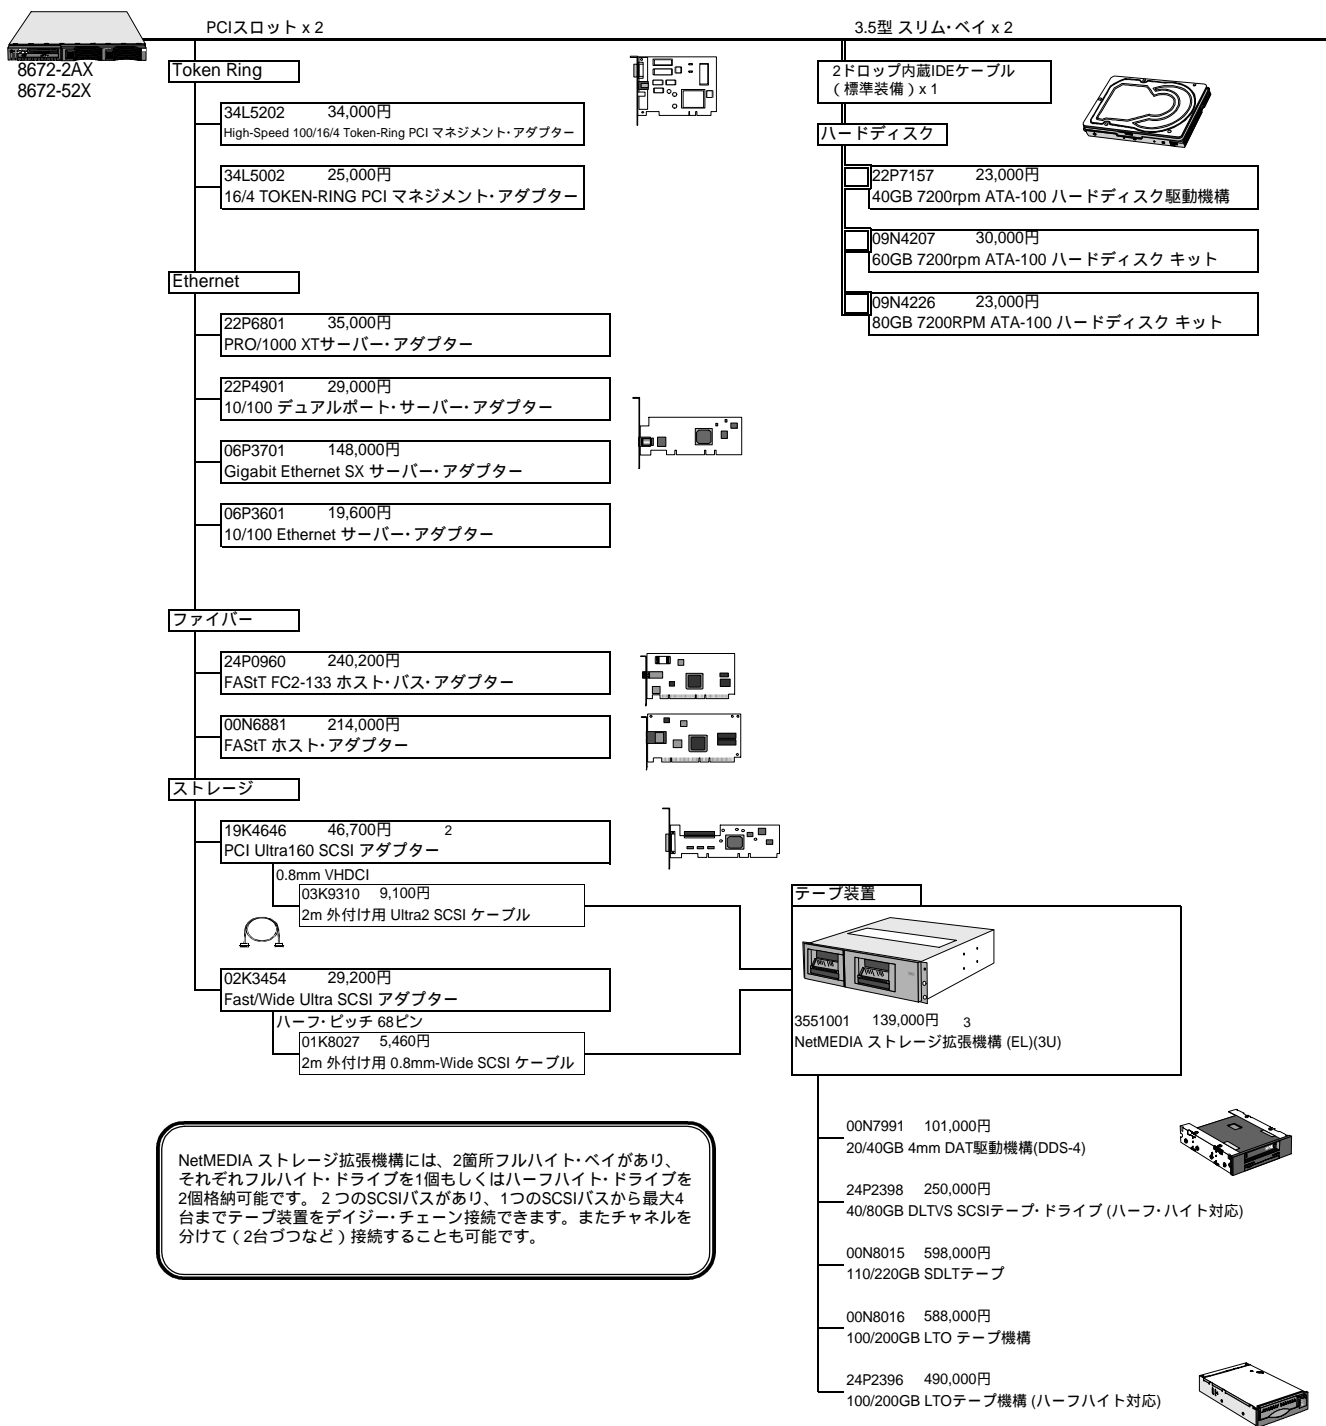 PCIスロット x 2
3.5型 スリム・ベイ x 2
8672-2AX
8672-52X
Token Ring
34L5202 34,000円
High-Speed 100/16/4 Token-Ring PCI マネジメント・アダプター
34L5002 25,000円
16/4 TOKEN-RING PCI マネジメント・アダプター
Ethernet
22P6801 35,000円
PRO/1000 XTサーバー・アダプター
22P4901 29,000円
10/100 デュアルポート・サーバー・アダプター
06P3701 148,000円
Gigabit Ethernet SX サーバー・アダプター
06P3601 19,600円
10/100 Ethernet サーバー・アダプター
ファイバー
24P0960 240,200円
FAStT FC2-133 ホスト・バス・アダプター
00N6881 214,000円
FAStT ホスト・アダプター
ストレージ
19K4646 46,700円 2
PCI Ultra160 SCSI アダプター
0.8mm VHDCI
03K9310 9,100円
2m 外付け用 Ultra2 SCSI ケーブル
02K3454 29,200円
Fast/Wide Ultra SCSI アダプター
ハーフ・ピッチ 68ピン
01K8027 5,460円
2m 外付け用 0.8mm-Wide SCSI ケーブル
2ドロップ内蔵IDEケーブル
（標準装備）x 1
ハードディスク
22P7157 23,000円
40GB 7200rpm ATA-100 ハードディスク駆動機構
09N4207 30,000円
60GB 7200rpm ATA-100 ハードディスク キット
09N4226 23,000円
80GB 7200RPM ATA-100 ハードディスク キット
テープ装置
3551001 139,000円 3
NetMEDIA ストレージ拡張機構 (EL)(3U)
00N7991 101,000円
20/40GB 4mm DAT駆動機構(DDS-4)
24P2398 250,000円
40/80GB DLTVS SCSIテープ・ドライブ (ハーフ・ハイト対応)
00N8015 598,000円
110/220GB SDLTテープ
00N8016 588,000円
100/200GB LTO テープ機構
24P2396 490,000円
100/200GB LTOテープ機構 (ハーフハイト対応)
NetMEDIA ストレージ拡張機構には、2箇所フルハイト・ベイがあり、
それぞれフルハイト・ドライブを1個もしくはハーフハイト・ドライブを
2個格納可能です。２つのSCSIバスがあり、1つのSCSIバスから最大4
台までテープ装置をデイジー・チェーン接続できます。またチャネルを
分けて（2台づつなど）接続することも可能です。